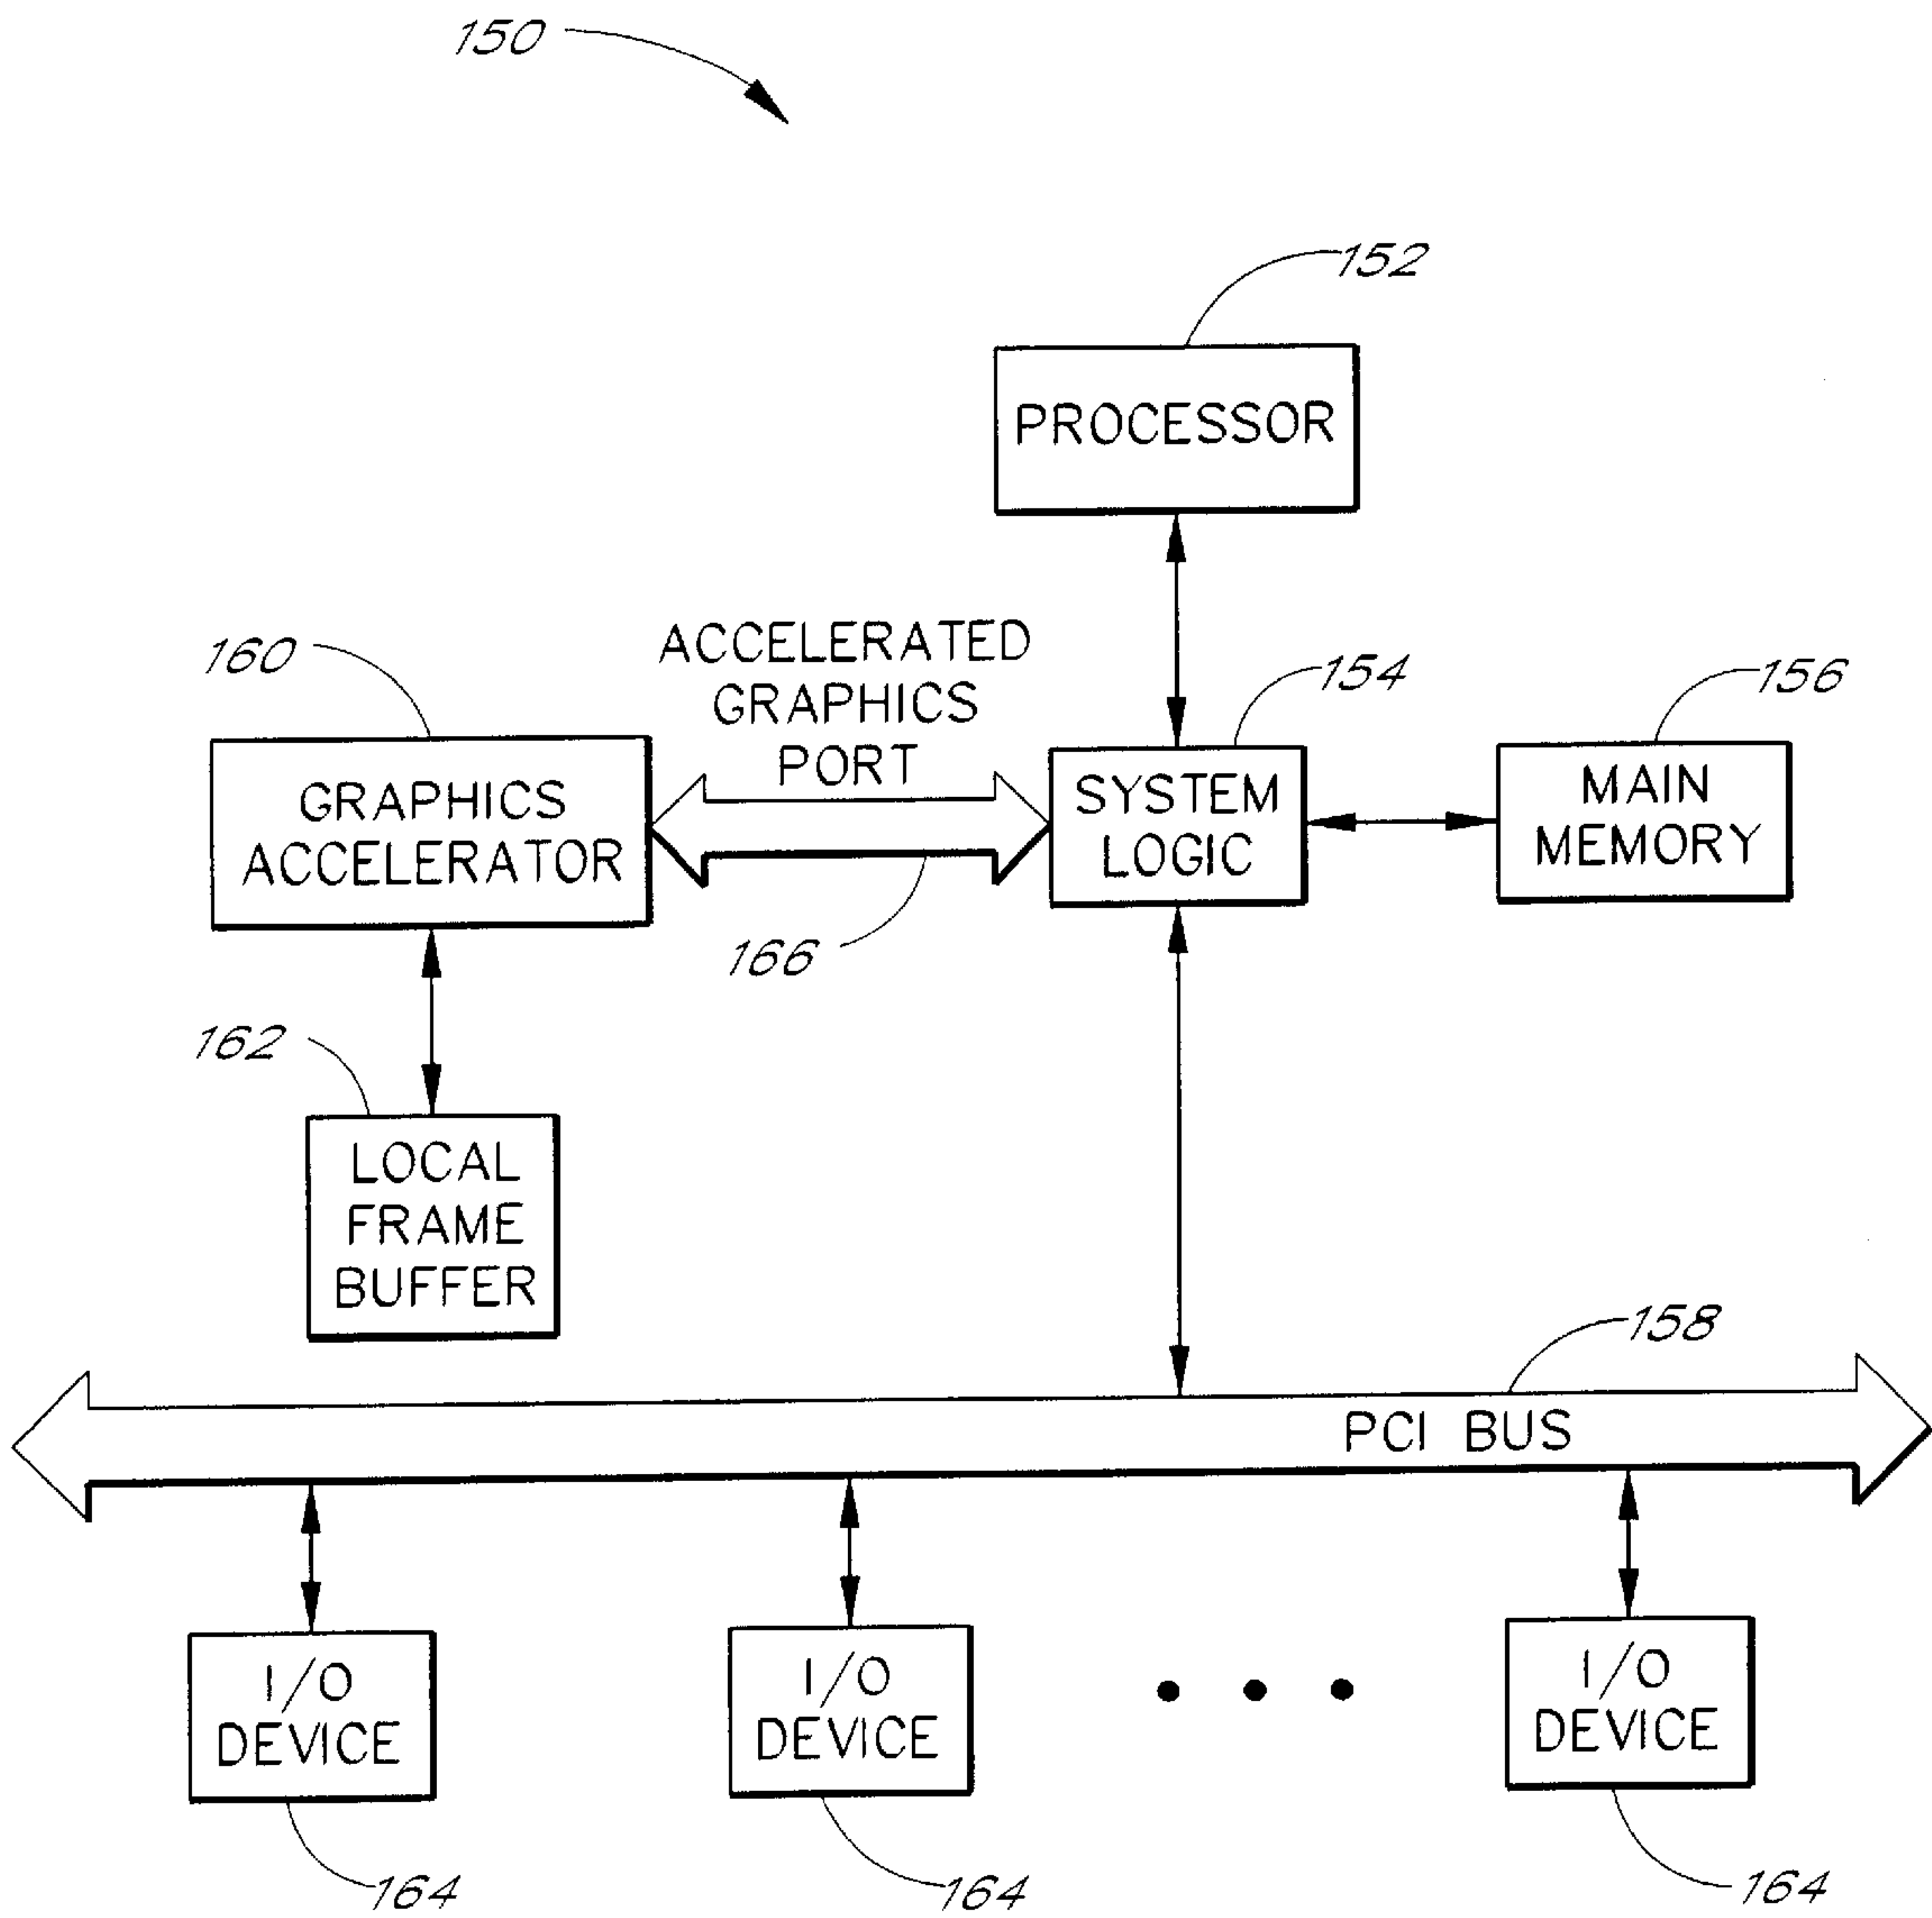 150
152
PROCESSOR
160
ACCELERATED
GRAPHICS
PORT
154
156
GRAPHICS
ACCELERATOR
SYSTEM
LOGIC
MAIN
MEMORY
166
162
LOCAL
FRAME
BUFFER
158
PCI BUS
I/O
DEVICE
I/O
DEVICE
I/O
DEVICE
164
164
164